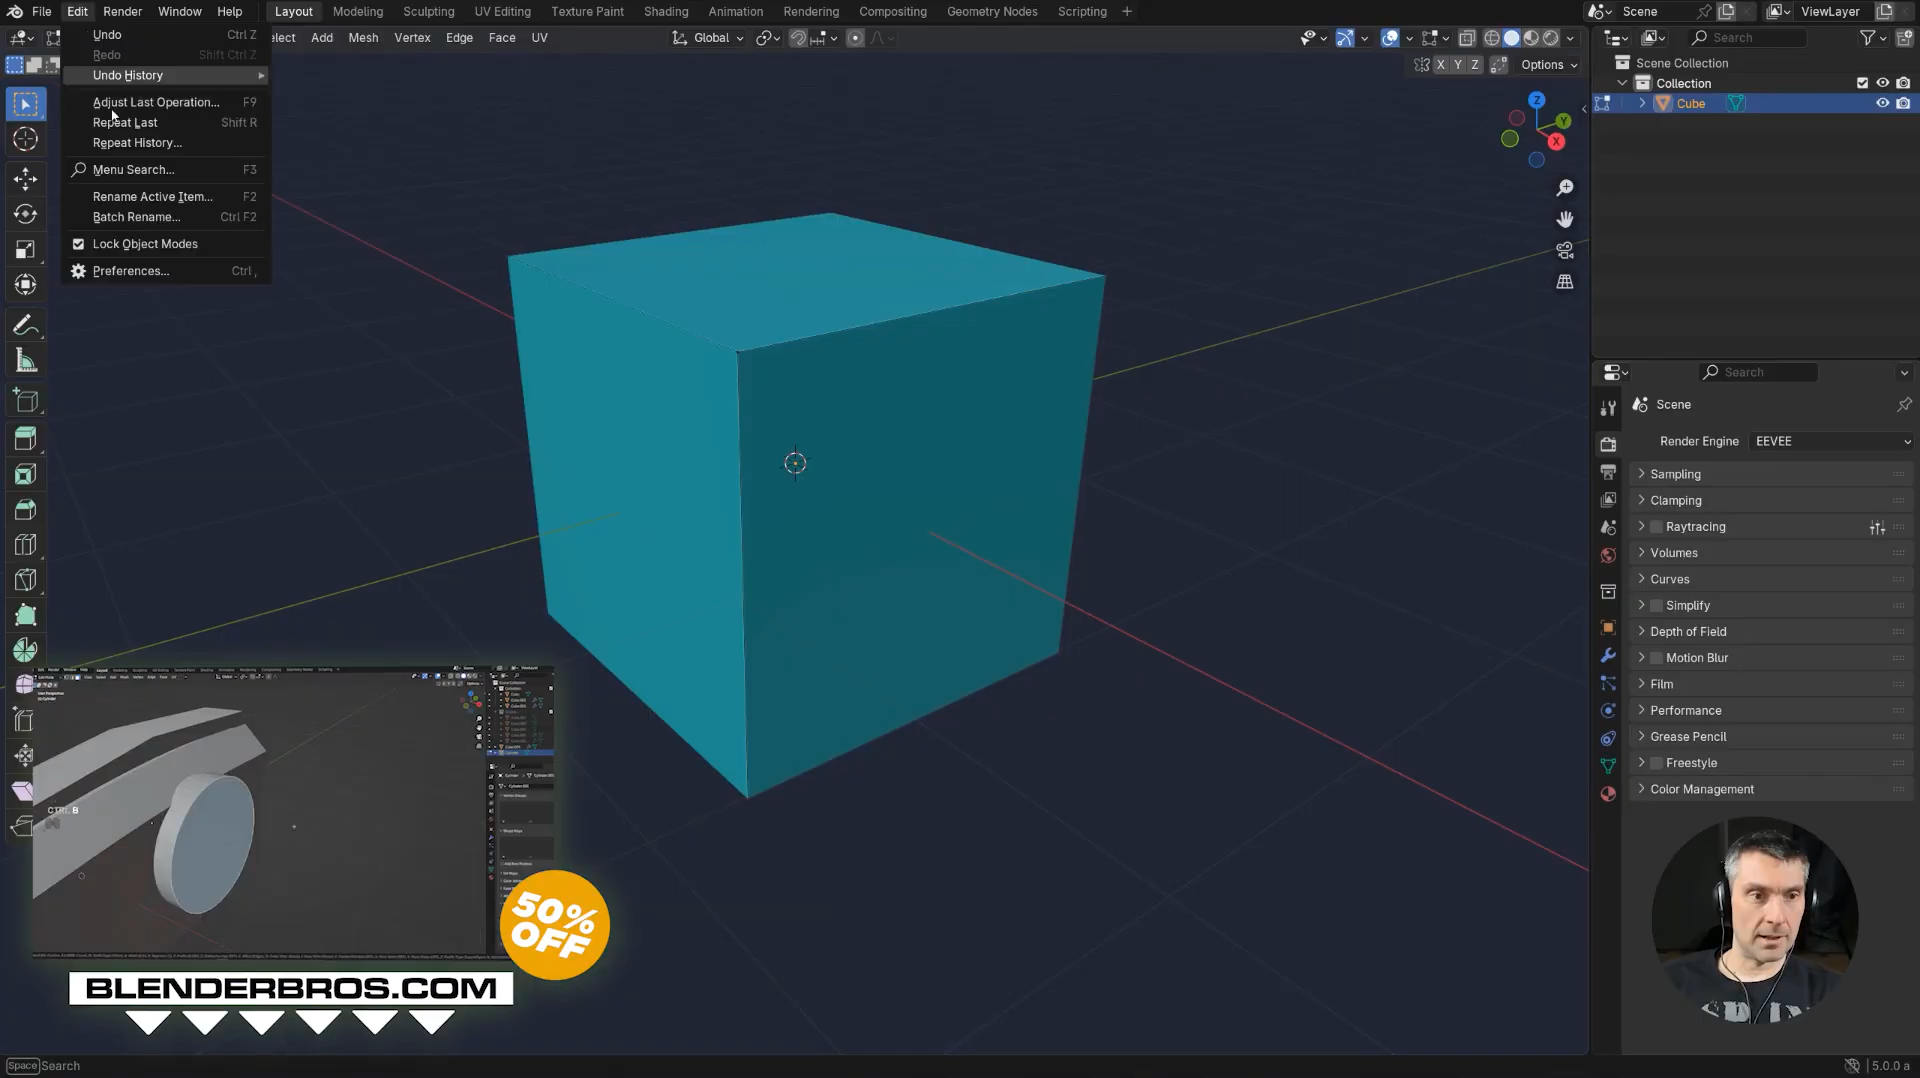 File Edit Render Window Help Layout Modeling Sculpting UV Editing Texture Paint Shading Animation Rendering Compositing Geometry Nodes Scripting + Scene ViewLayer
elect Add Mesh Vertex Edge Face UV Global Search
X Y Z Options
Undo Ctrl Z
Redo Shift Ctrl Z
Undo History
Adjust Last Operation... F9
Repeat Last Shift R
Repeat History...
Menu Search... F3
Rename Active Item... F2
Batch Rename... Ctrl F2
Lock Object Modes
Preferences... Ctrl ,
Z
Y
X
Scene Collection
Collection
Cube
Search
Scene
Render Engine EEVEE
Sampling
Clamping
Raytracing
Volumes
Curves
Simplify
Depth of Field
Motion Blur
Film
Performance
Grease Pencil
Freestyle
Color Management
CTRL B
50%
OFF
BLENDERBROS.COM
Space Search
5.0.0 a